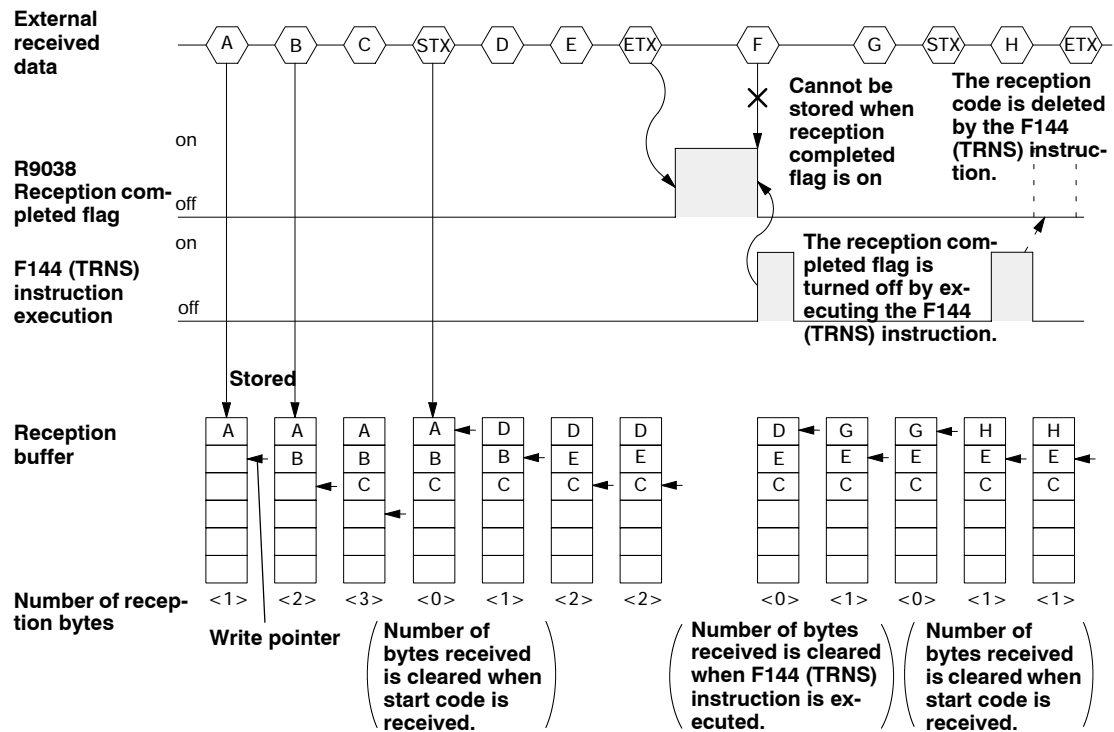 External
received
data
A B C STX D E ETX F G STX H ETX
Cannot be
stored when
reception
completed
flag is on
The reception
code is deleted
by the F144
(TRNS) instruc-
tion.
on
R9038
Reception com-
pleted flag
off
on
F144 (TRNS)
instruction
execution
off
The reception com-
pleted flag is
turned off by ex-
ecuting the F144
(TRNS) instruction.
Stored
Reception
buffer
A A A A D D D D G G H H
B B B B E E E E E E E
C C C C C C C C C C
Number of recep-
tion bytes
<1> <2> <3> <0> <1> <2> <2> <0> <1> <0> <1> <1>
Write pointer
Number of
bytes received
is cleared when
start code is
received.
Number of bytes
received is cleared
when F144 (TRNS)
instruction is ex-
ecuted.
Number of
bytes received
is cleared when
start code is
received.